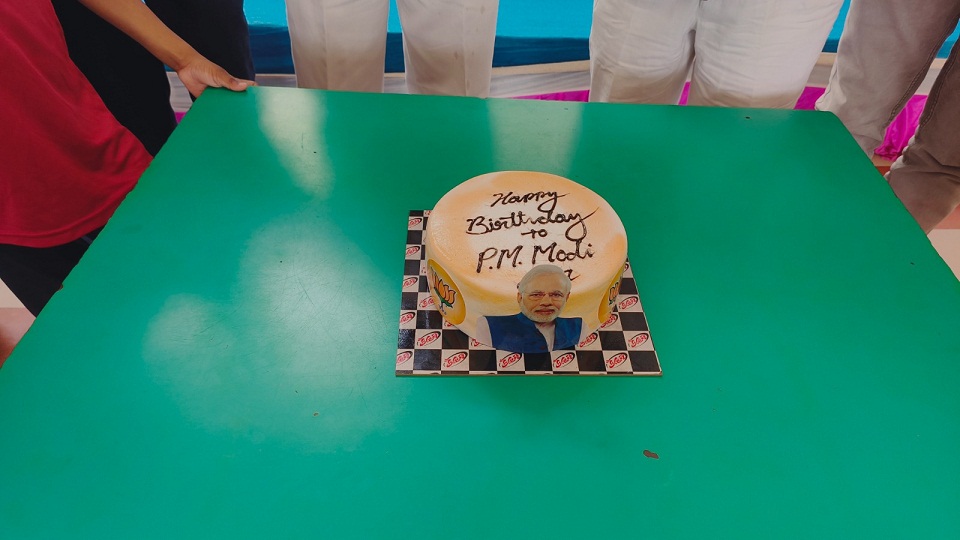 Happy
Birthday
to
P.M. Modi